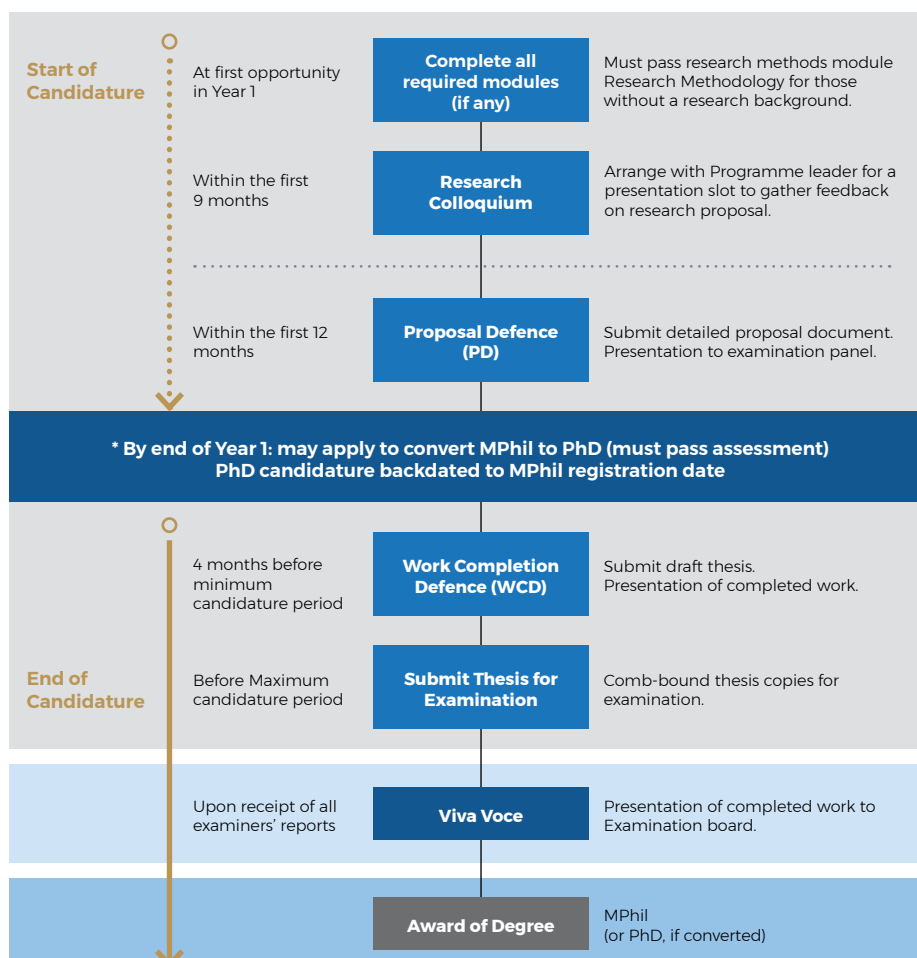 Start of
Candidature
At first opportunity
in Year 1
Complete all
required modules
(if any)
Must pass research methods module
Research Methodology for those
without a research background.
Within the first
9 months
Research
Colloquium
Arrange with Programme leader for a
presentation slot to gather feedback
on research proposal.
Within the first 12
months
Proposal Defence
(PD)
Submit detailed proposal document.
Presentation to examination panel.
* By end of Year 1: may apply to convert MPhil to PhD (must pass assessment)
PhD candidature backdated to MPhil registration date
4 months before
minimum
candidature period
Work Completion
Defence (WCD)
Submit draft thesis.
Presentation of completed work.
End of
Candidature
Before Maximum
candidature period
Submit Thesis for
Examination
Comb-bound thesis copies for
examination.
Upon receipt of all
examiners' reports
Viva Voce
Presentation of completed work to
Examination board.
Award of Degree
MPhil
(or PhD, if converted)